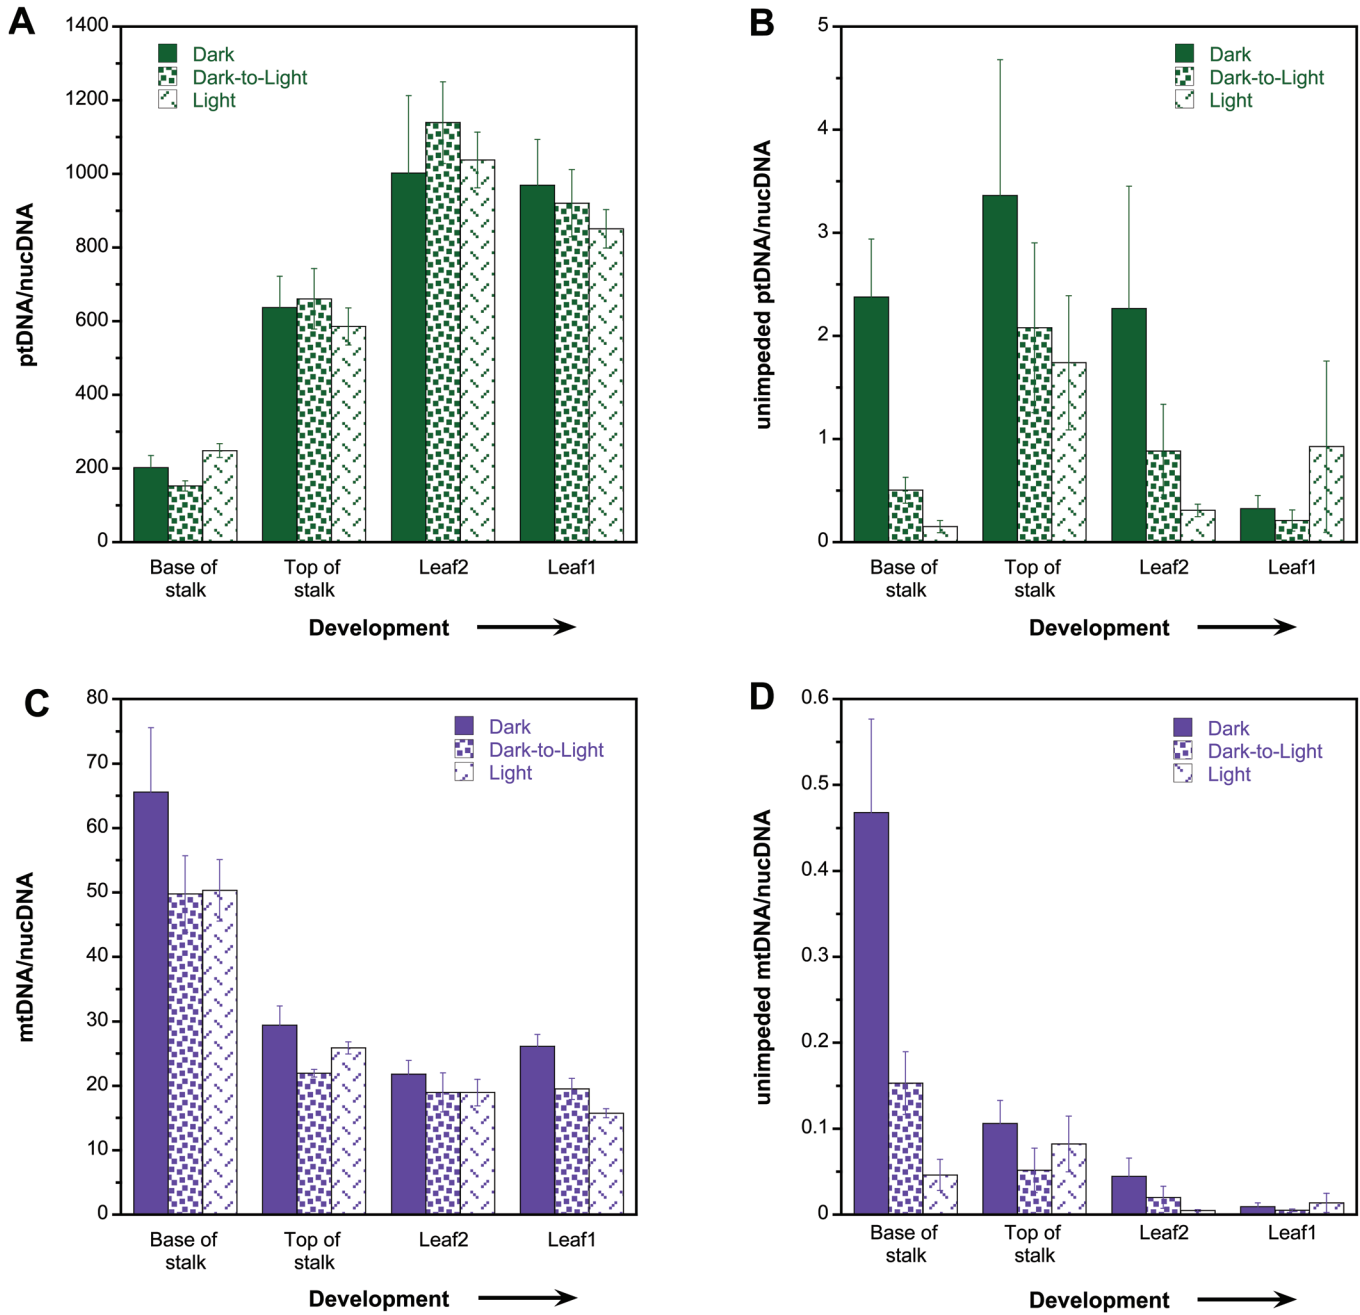 A
1400
1200
1000
800
600
400
200
0
ptDNA/nucDNA
Dark
Dark-to-Light
Light
Base of
stalk
Top of
stalk
Leaf2
Leaf1
Development
B
5
4
3
2
1
0
unimpeded ptDNA/nucDNA
Dark
Dark-to-Light
Light
Base of
stalk
Top of
stalk
Leaf2
Leaf1
Development
C
80
70
60
50
40
30
20
10
0
mtDNA/nucDNA
Dark
Dark-to-Light
Light
Base of
stalk
Top of
stalk
Leaf2
Leaf1
Development
D
0.6
0.5
0.4
0.3
0.2
0.1
0
unimpeded mtDNA/nucDNA
Dark
Dark-to-Light
Light
Base of
stalk
Top of
stalk
Leaf2
Leaf1
Development